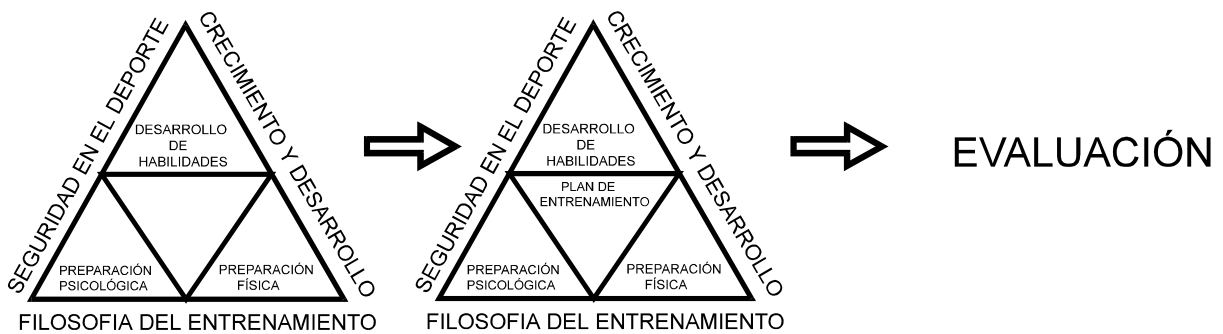 SEGURIDAD EN EL DEPORTE
CRECIMIENTO Y DESARROLLO
DESARROLLO
DE
HABILIDADES
PREPARACIÓN
PSICOLÓGICA
PREPARACIÓN
FÍSICA
FILOSOFIA DEL ENTRENAMIENTO
SEGURIDAD EN EL DEPORTE
CRECIMIENTO Y DESARROLLO
DESARROLLO
DE
HABILIDADES
PLAN DE
ENTRENAMIENTO
PREPARACIÓN
PSICOLÓGICA
PREPARACIÓN
FÍSICA
FILOSOFIA DEL ENTRENAMIENTO
EVALUACIÓN